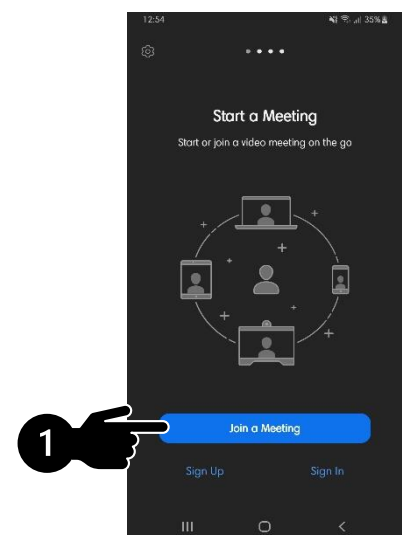 12:54 35%
Start a Meeting
Start or join a video meeting on the go
1
Join a Meeting
Sign Up Sign In